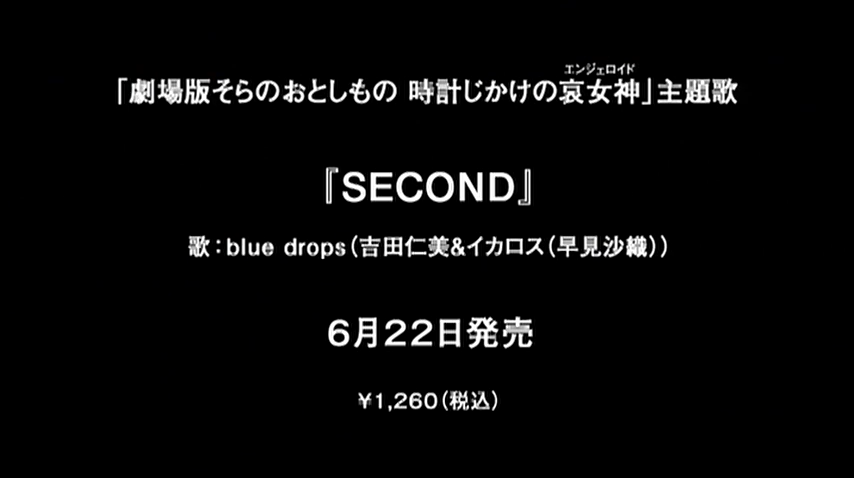 エンジェロイド
「劇場版そらのおとしもの 時計じかけの哀女神」主題歌
『SECOND』
歌：blue drops（吉田仁美&イカロス（早見沙織））
6月22日発売
¥1,260（税込）